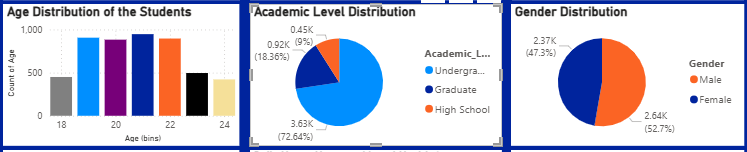 Age Distribution of the Students
1,000
500
0
Count of Age
18
20
22
24
Age (bins)
Academic Level Distribution
0.45K
(9%)
0.92K
(18.36%)
3.63K
(72.64%)
Academic_L...
Undergra...
Graduate
High School
Gender Distribution
2.37K
(47.3%)
2.64K
(52.7%)
Gender
Male
Female